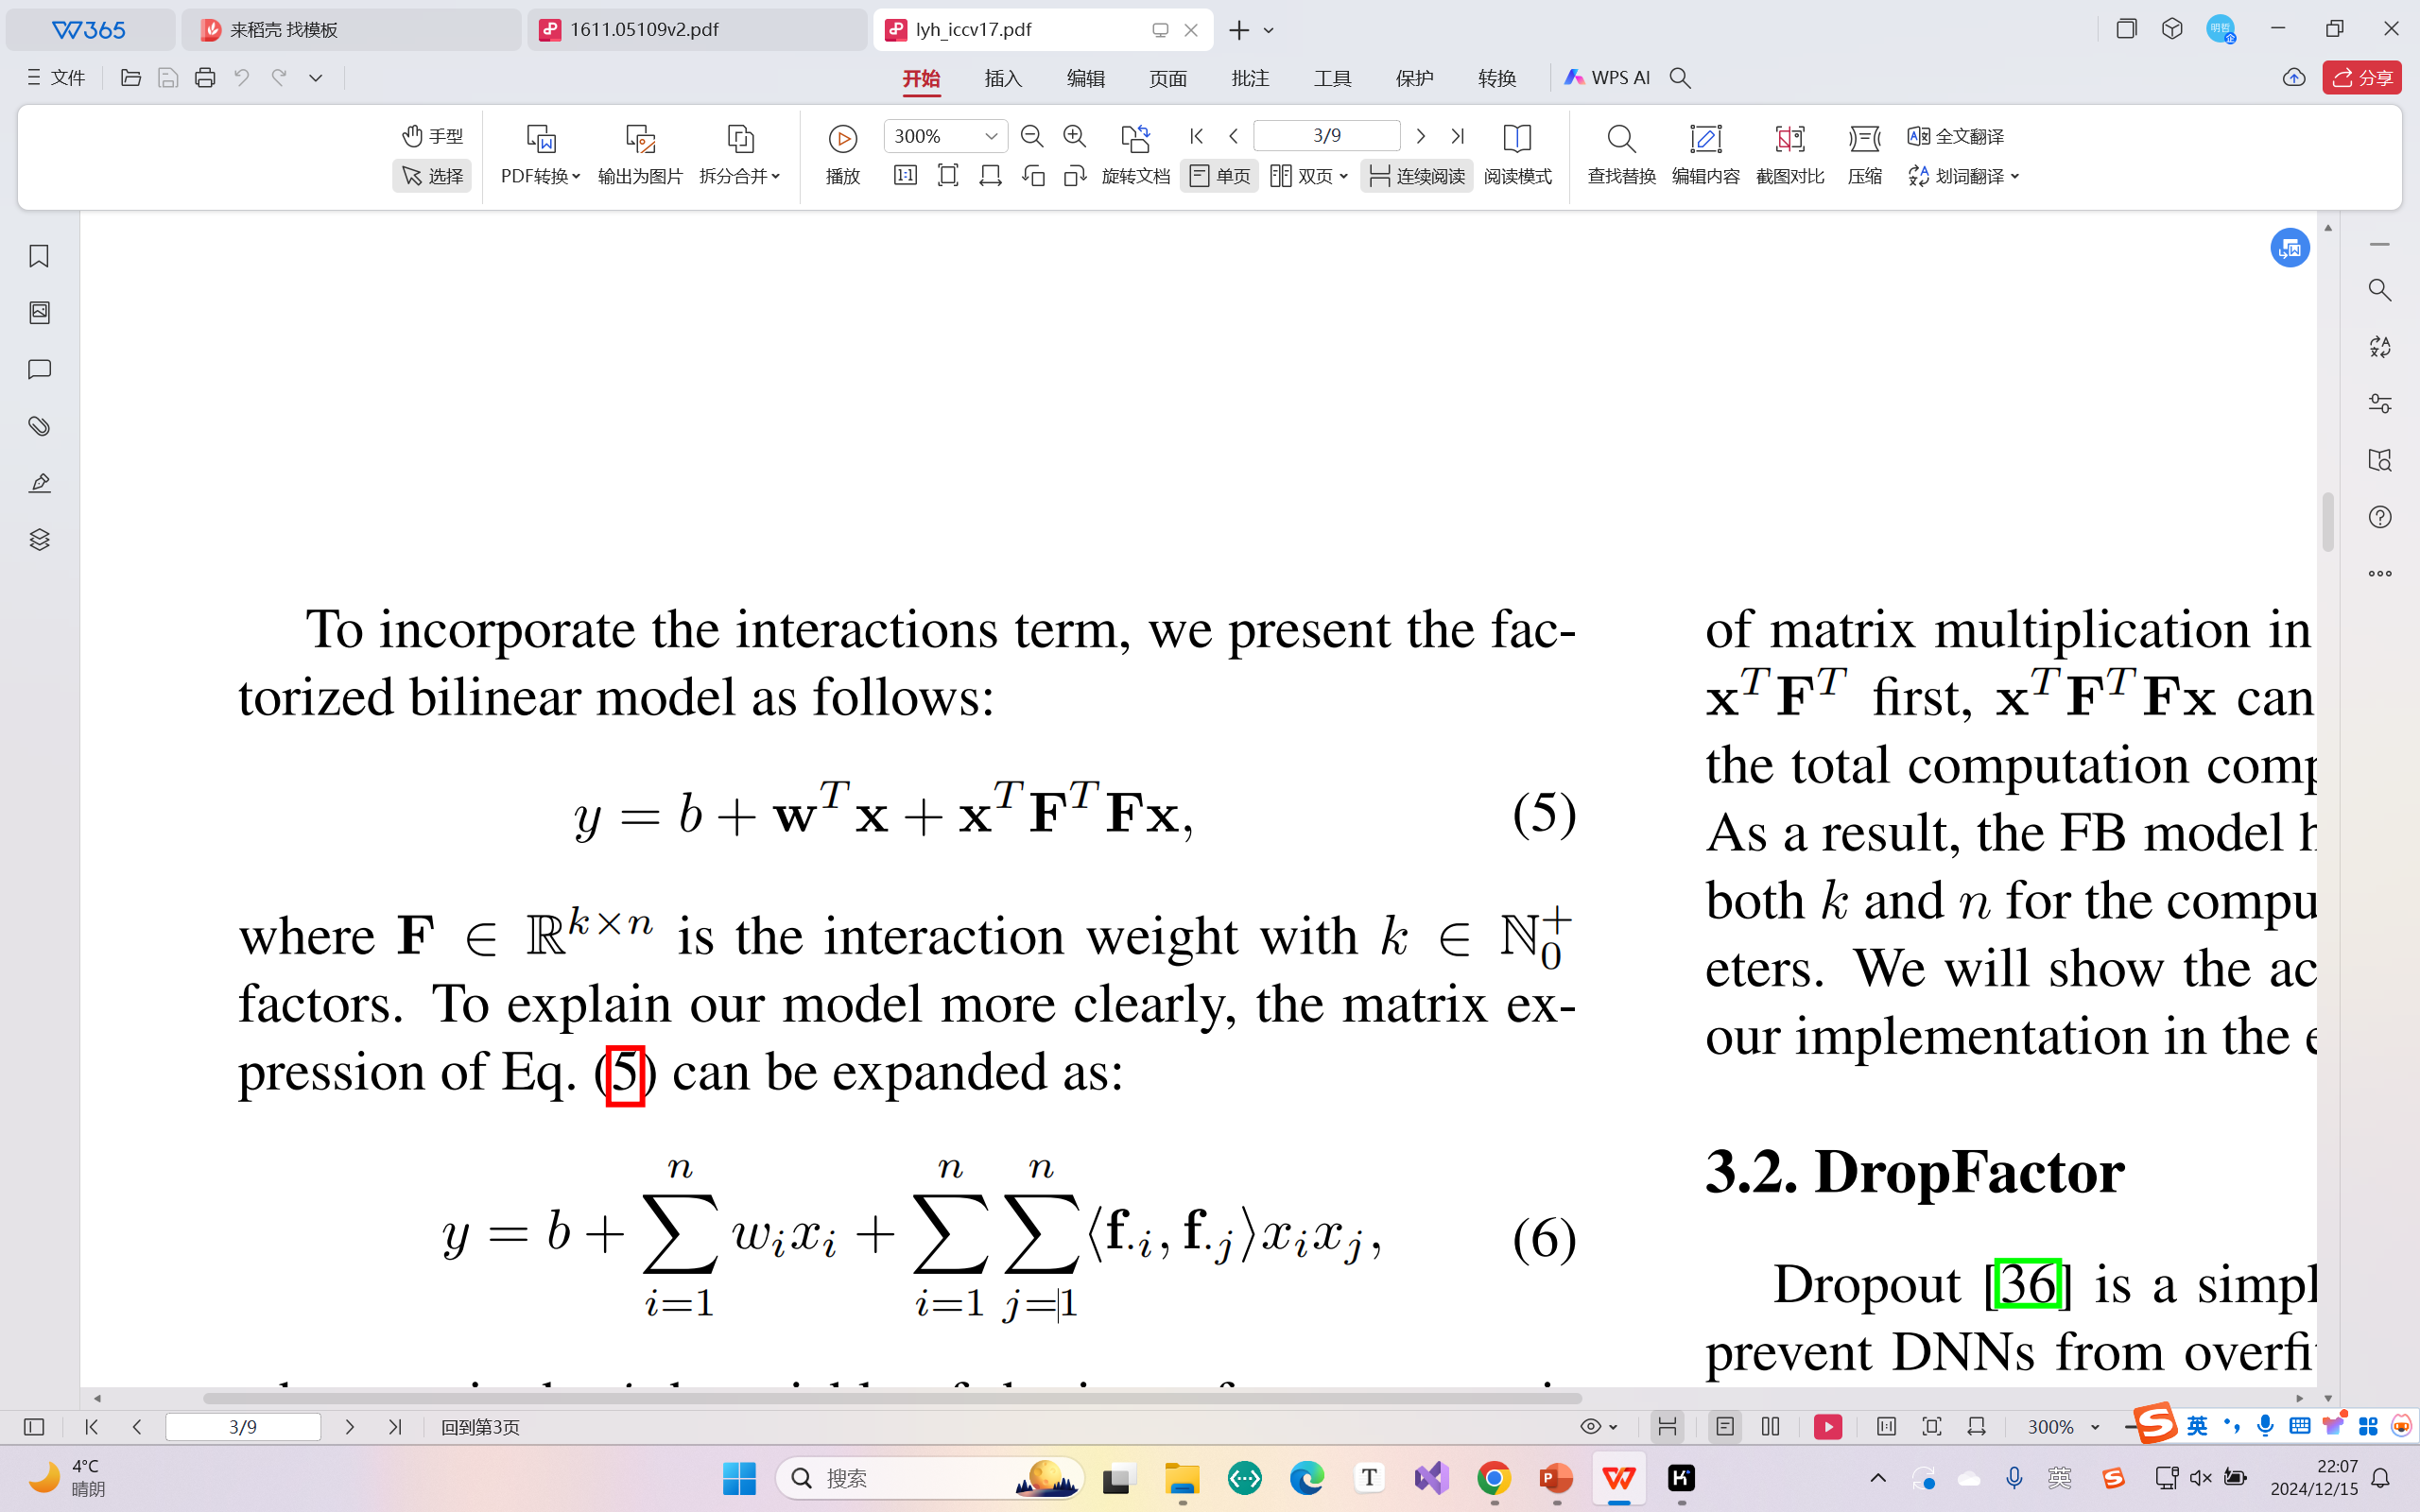 W365
来稻壳 找模板
1611.05109v2.pdf
lyh_iccv17.pdf
明哲
文件
开始
插入
编辑
页面
批注
工具
保护
转换
WPS AI
分享
手型
选择
PDF转换
输出为图片
拆分合并
播放
300%
3/9
旋转文档
单页
双页
连续阅读
阅读模式
查找替换
编辑内容
截图对比
压缩
全文翻译
划词翻译
To incorporate the interactions term, we present the fac-
torized bilinear model as follows:
y = b + w^T x + x^T F^T Fx, (5)
where F ∈ ℝ^{k×n} is the interaction weight with k ∈ ℕ_0^+
factors. To explain our model more clearly, the matrix ex-
pression of Eq. (5) can be expanded as:
y = b + ∑_{i=1}^{n} w_i x_i + ∑_{i=1}^{n} ∑_{j=1}^{n} ⟨f_{·i}, f_{·j}⟩ x_i x_j, (6)
of matrix multiplication in
x^T F^T first, x^T F^T Fx can
the total computation comp
As a result, the FB model h
both k and n for the compu
eters. We will show the ac
our implementation in the e
3.2. DropFactor
Dropout [36] is a simpl
prevent DNNs from overfi
3/9
回到第3页
300%
英
4°C
晴朗
搜索
英
22:07
2024/12/15